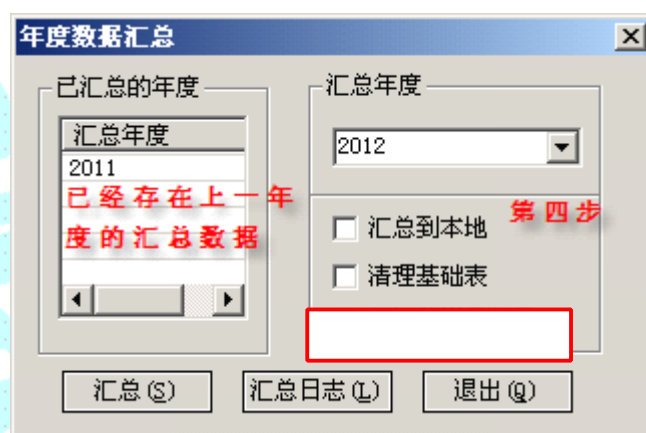 年度数据汇总
已汇总的年度
汇总年度
2011
已经存在上一年
度的汇总数据
汇总年度
2012
第四步
汇总到本地
清理基础表
汇总(S)
汇总日志(L)
退出(Q)